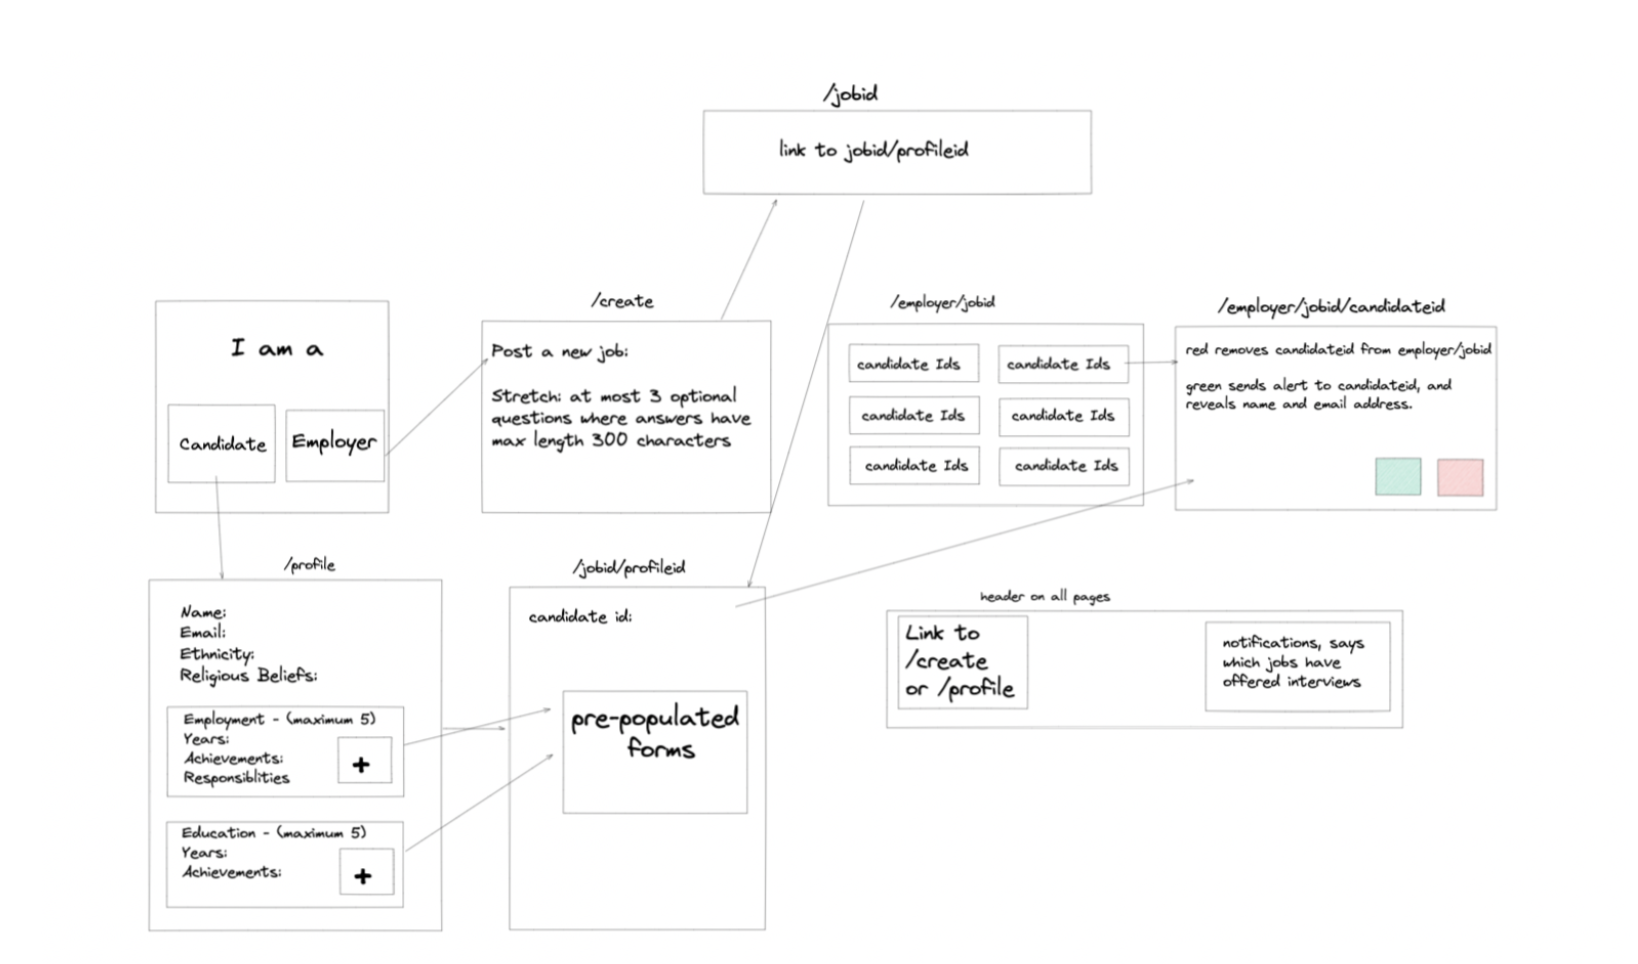 /jobid
link to jobid/profileid
I am a
Candidate
Employer
/create
Post a new job:
Stretch: at most 3 optional
questions where answers have
max length 300 characters
/employer/jobid
candidate Ids
candidate Ids
candidate Ids
candidate Ids
candidate Ids
candidate Ids
/employer/jobid/candidateid
red removes candidateid from employer/jobid
green sends alert to candidateid, and
reveals name and email address.
/profile
Name:
Email:
Ethnicity:
Religious Beliefs:
Employment - (maximum 5)
Years:
Achievements:
Responsiblities
+
Education - (maximum 5)
Years:
Achievements:
+
/jobid/profileid
candidate id:
pre-populated
forms
header on all pages
Link to
/create
or /profile
notifications, says
which jobs have
offered interviews